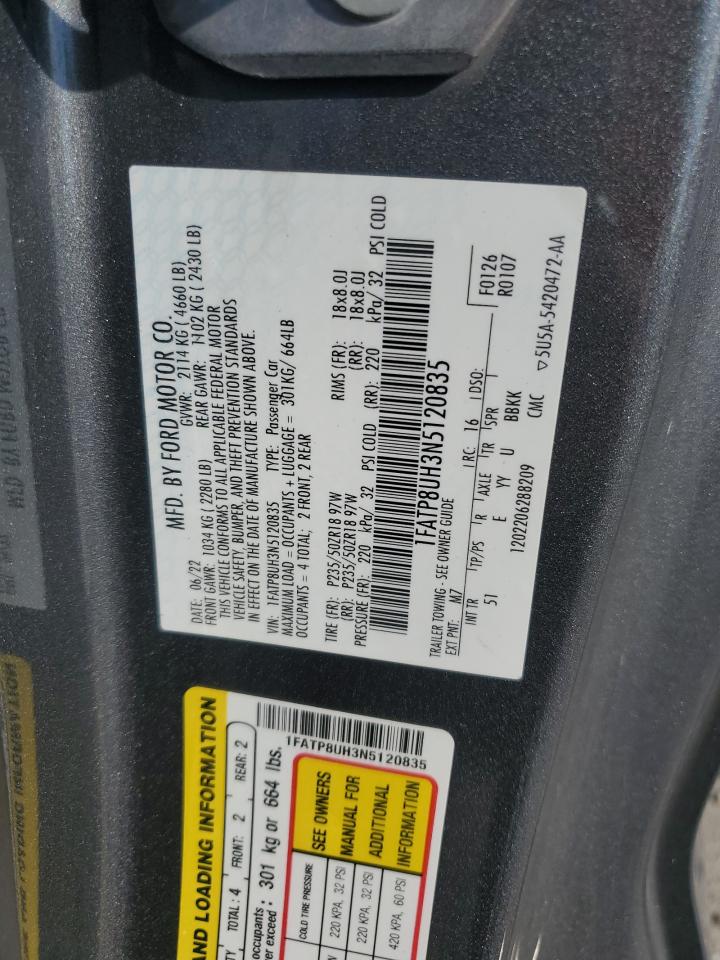 MFD. BY FORD MOTOR CO.
DATE: 06/22 GVWR: 2114 KG ( 4660 LB)
FRONT GAWR: 1034 KG ( 2280 LB) REAR GAWR: 1102 KG ( 2430 LB)
THIS VEHICLE CONFORMS TO ALL APPLICABLE FEDERAL MOTOR
VEHICLE SAFETY, BUMPER, AND THEFT PREVENTION STANDARDS
IN EFFECT ON THE DATE OF MANUFACTURE SHOWN ABOVE.
VIN: 1FATP8UH3N5120835 TYPE: Passenger Car
MAXIMUM LOAD = OCCUPANTS + LUGGAGE = 301KG/ 664LB
OCCUPANTS = 4 TOTAL; 2 FRONT, 2 REAR
TIRE (FR): P235/50ZR18 97W RIMS (FR): 18x8.0J
(RR): P235/50ZR18 97W (RR): 18x8.0J
PRESSURE (FR): 220 kPa/ 32 PSI COLD (RR): 220 kPa/ 32 PSI COLD
1FATP8UH3N5120835
TRAILER TOWING - SEE OWNER GUIDE
EXT PNT: M7 RC: 16 DSO: F0126
R0107
INT TR TP/PS R AXLE TR SPR
51 E YY U BBKK
1202206288209 CMC ▽5U5A-5420472-AA
AND LOADING INFORMATION
TOTAL: 4 FRONT: 2 REAR: 2
occupants
er exceed : 301 kg or 664 lbs.
1FATP8UH3N5120835
COLD TIRE PRESSURE
220 KPA, 32 PSI
220 KPA, 32 PSI
420 KPA, 60 PSI
SEE OWNERS
MANUAL FOR
ADDITIONAL
INFORMATION